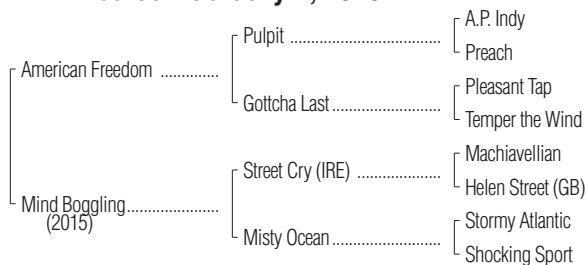 A.P. Indy
Pulpit
Preach
American Freedom
Pleasant Tap
Gottcha Last
Temper the Wind
Machiavellian
Street Cry (IRE)
Helen Street (GB)
Mind Boggling
(2015)
Stormy Atlantic
Misty Ocean
Shocking Sport